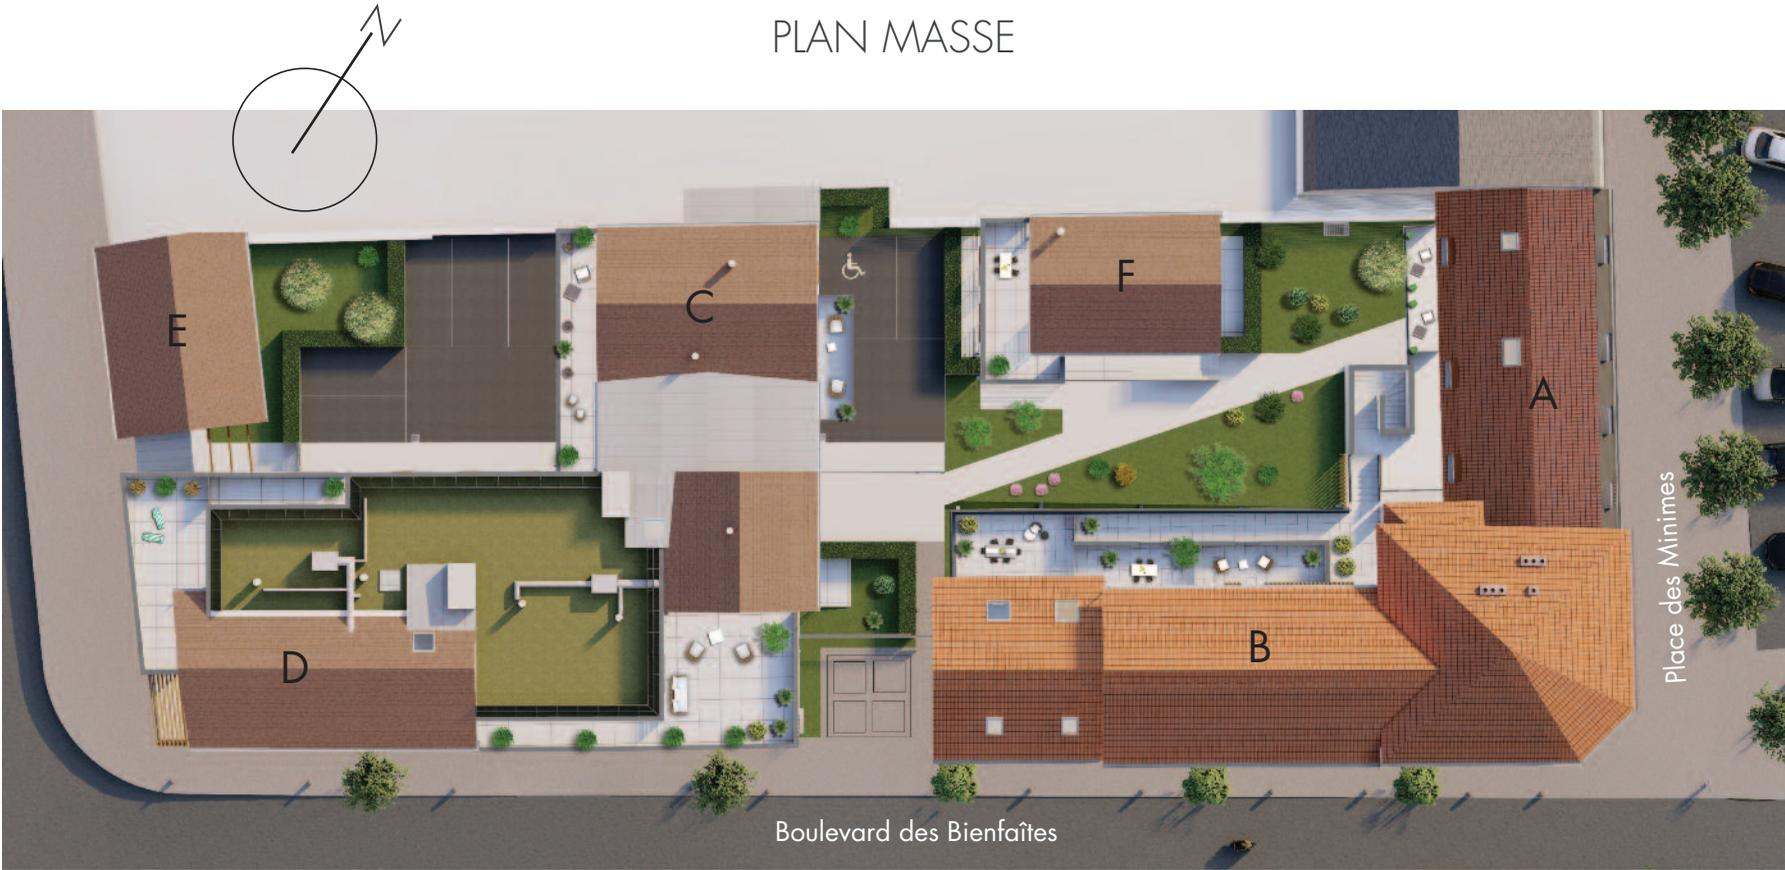 N
PLAN MASSE
E
C
F
A
D
B
Place des Minimes
Boulevard des Bienfaîtes